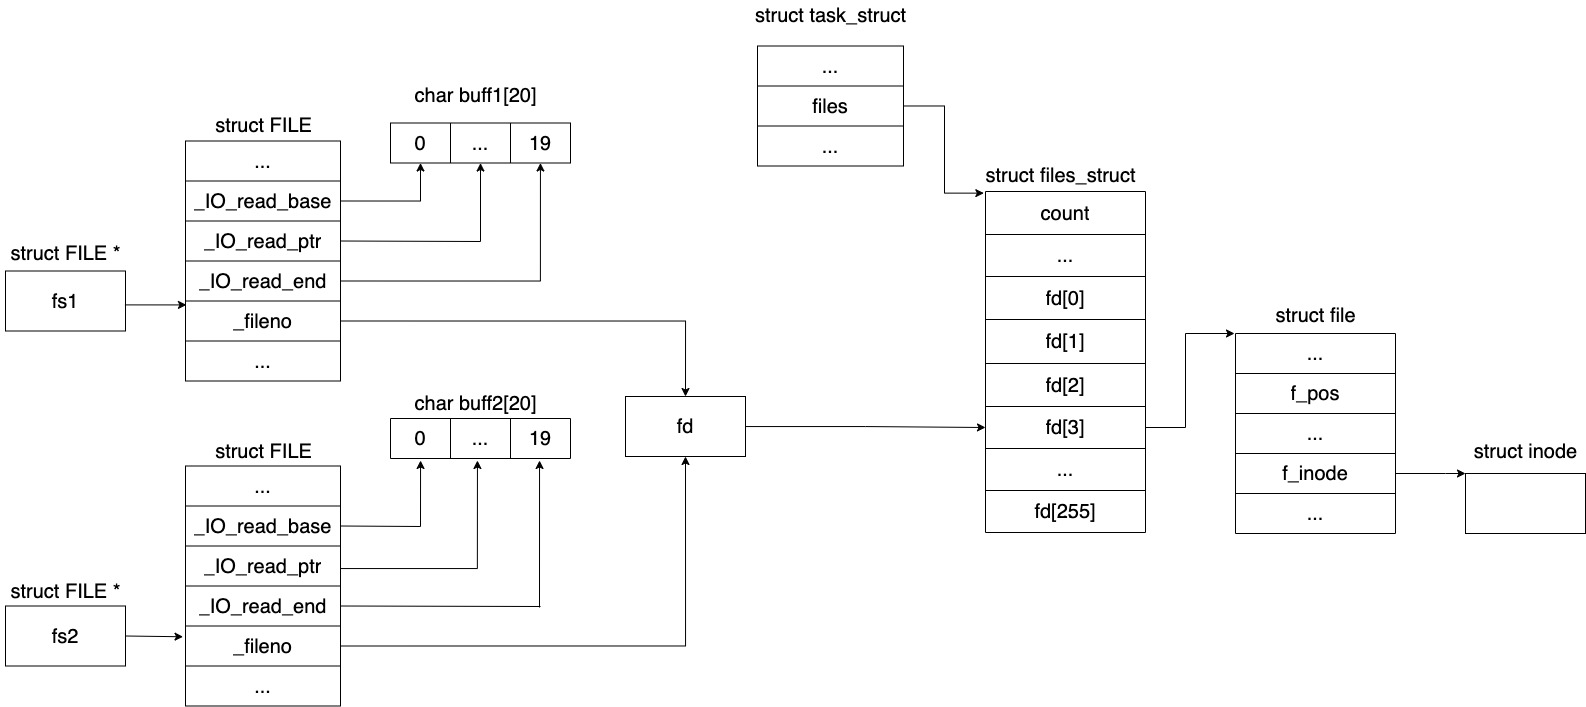 struct task_struct
...
files
...
char buff1[20]
0 ... 19
struct FILE
...
_IO_read_base
_IO_read_ptr
_IO_read_end
_fileno
...
struct FILE *
fs1
char buff2[20]
0 ... 19
struct FILE
...
_IO_read_base
_IO_read_ptr
_IO_read_end
_fileno
...
struct FILE *
fs2
fd
struct files_struct
count
...
fd[0]
fd[1]
fd[2]
fd[3]
...
fd[255]
struct file
...
f_pos
...
f_inode
...
struct inode